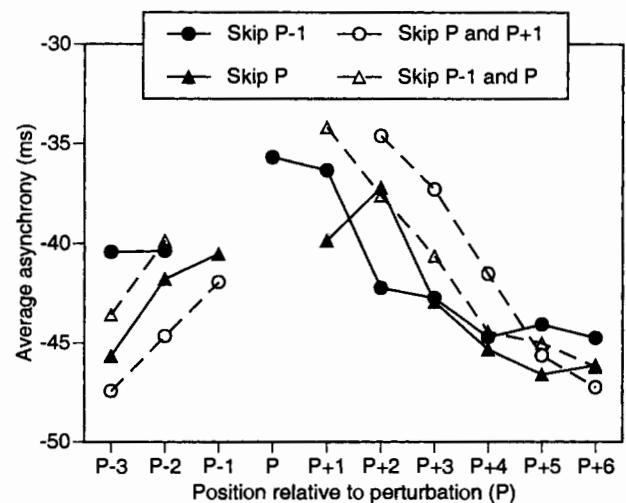 Skip P-1 Skip P and P+1
Skip P Skip P-1 and P
Average asynchrony (ms)
-30
-35
-40
-45
-50
P-3 P-2 P-1 P P+1 P+2 P+3 P+4 P+5 P+6
Position relative to perturbation (P)